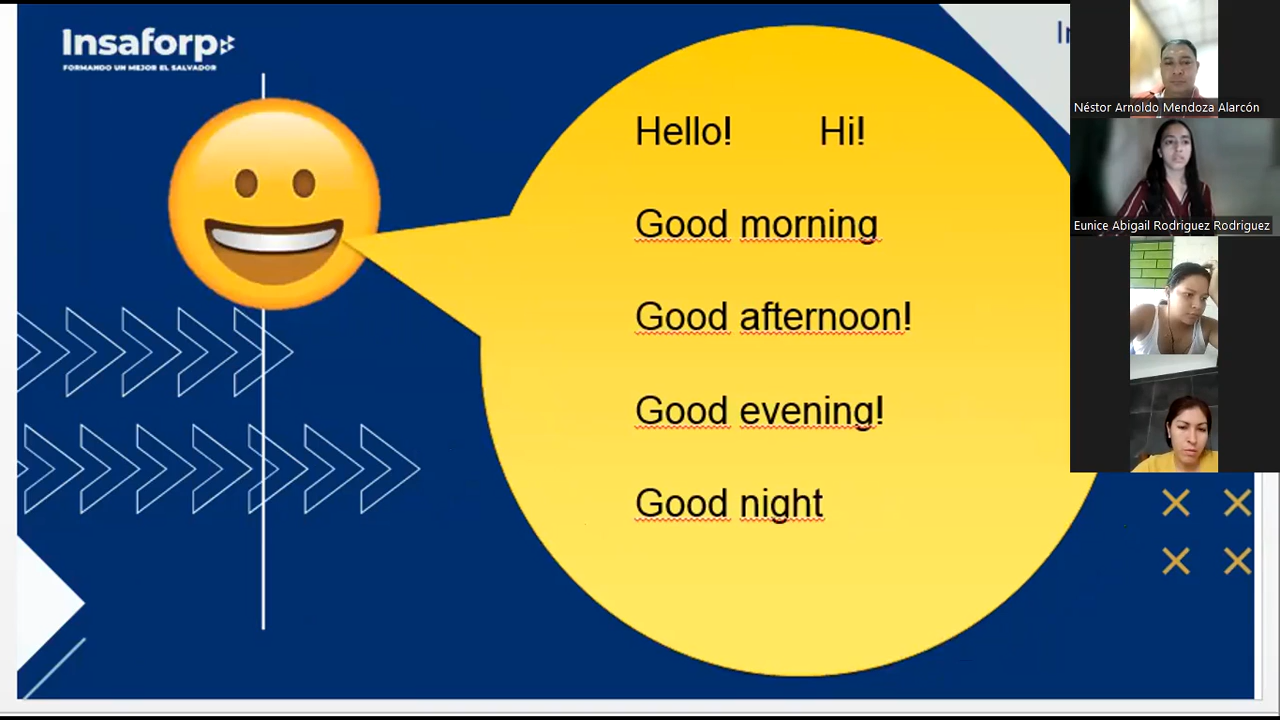 Insaforp
FORMANDO UN MEJOR EL SALVADOR
Hello! Hi!
Good morning
Good afternoon!
Good evening!
Good night
Néstor Arnoldo Mendoza Alarcón
Eunice Abigail Rodriguez Rodriguez